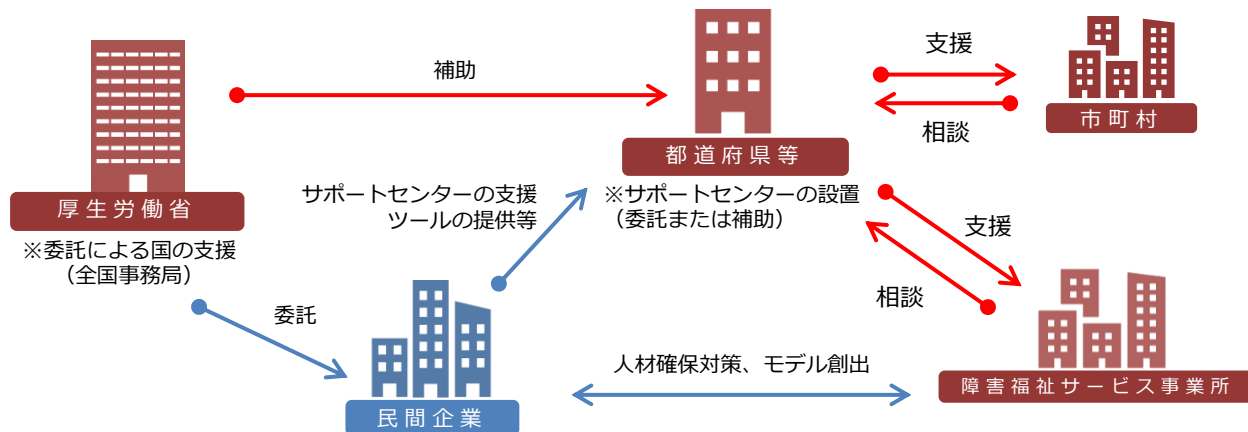 補助
支援
相談
市町村
都道府県等
厚生労働省
サポートセンターの支援
ツールの提供等
※サポートセンターの設置
（委託または補助）
※委託による国の支援
（全国事務局）
支援
相談
委託
人材確保対策、モデル創出
障害福祉サービス事業所
民間企業